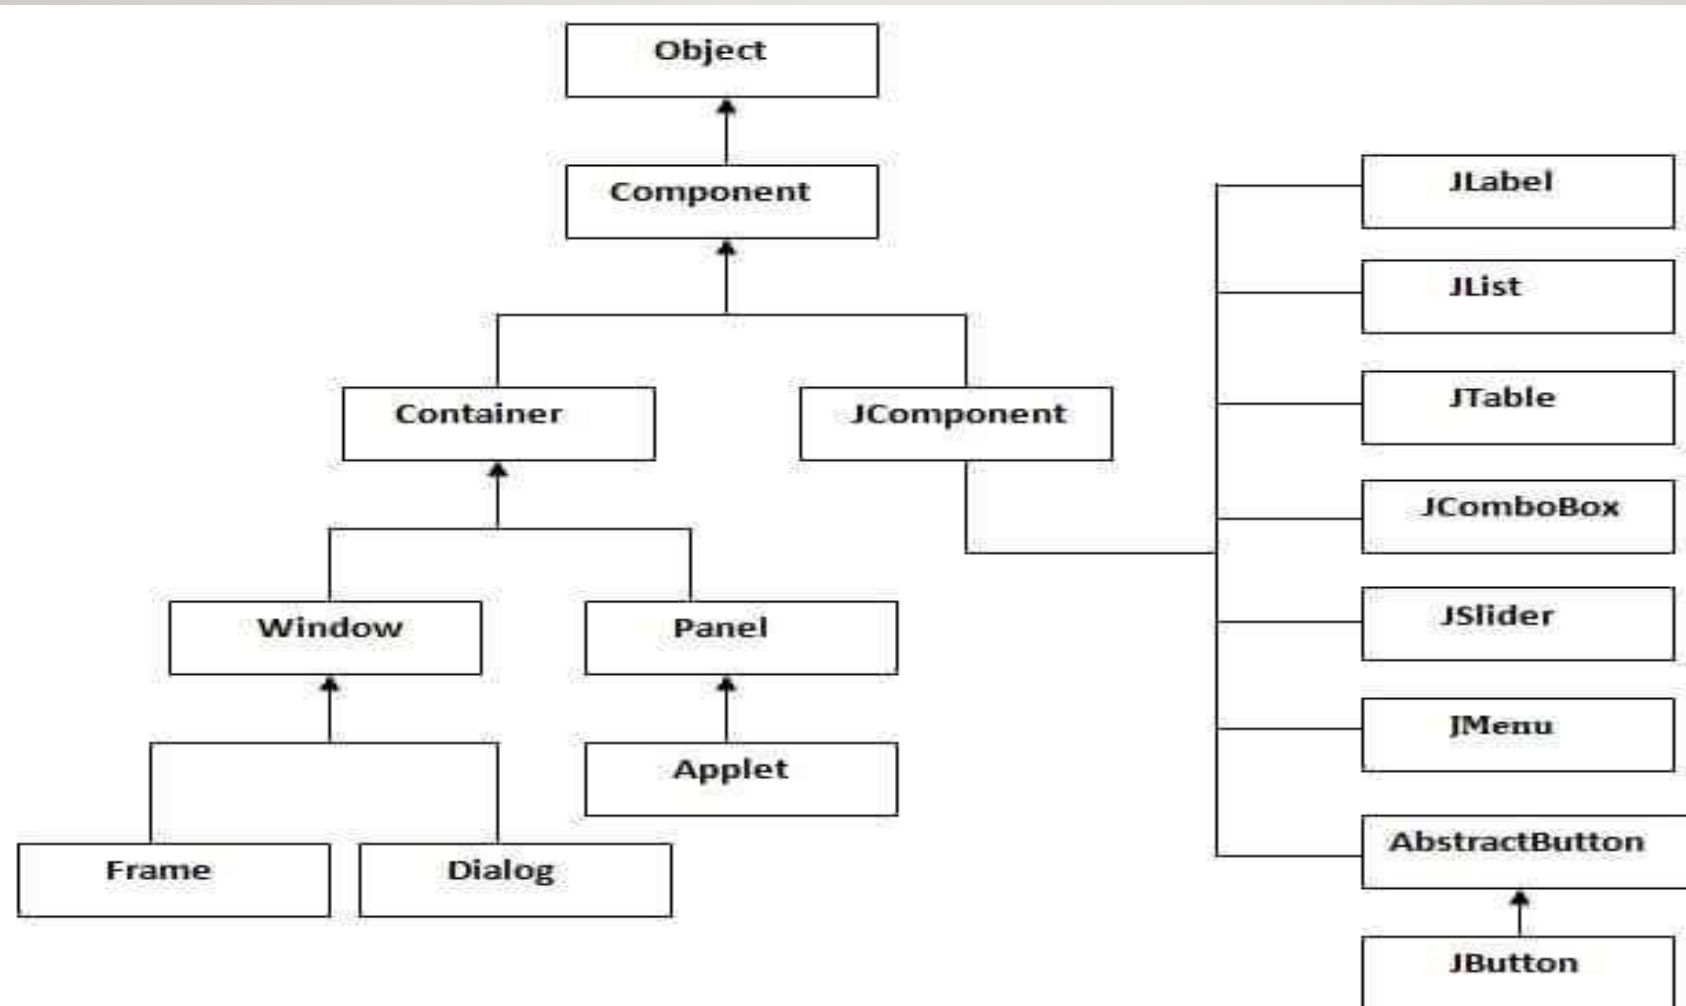 Object
Component
Container
JComponent
Window
Panel
Applet
Frame
Dialog
JLabel
JList
JTable
JComboBox
JSlider
JMenu
AbstractButton
JButton